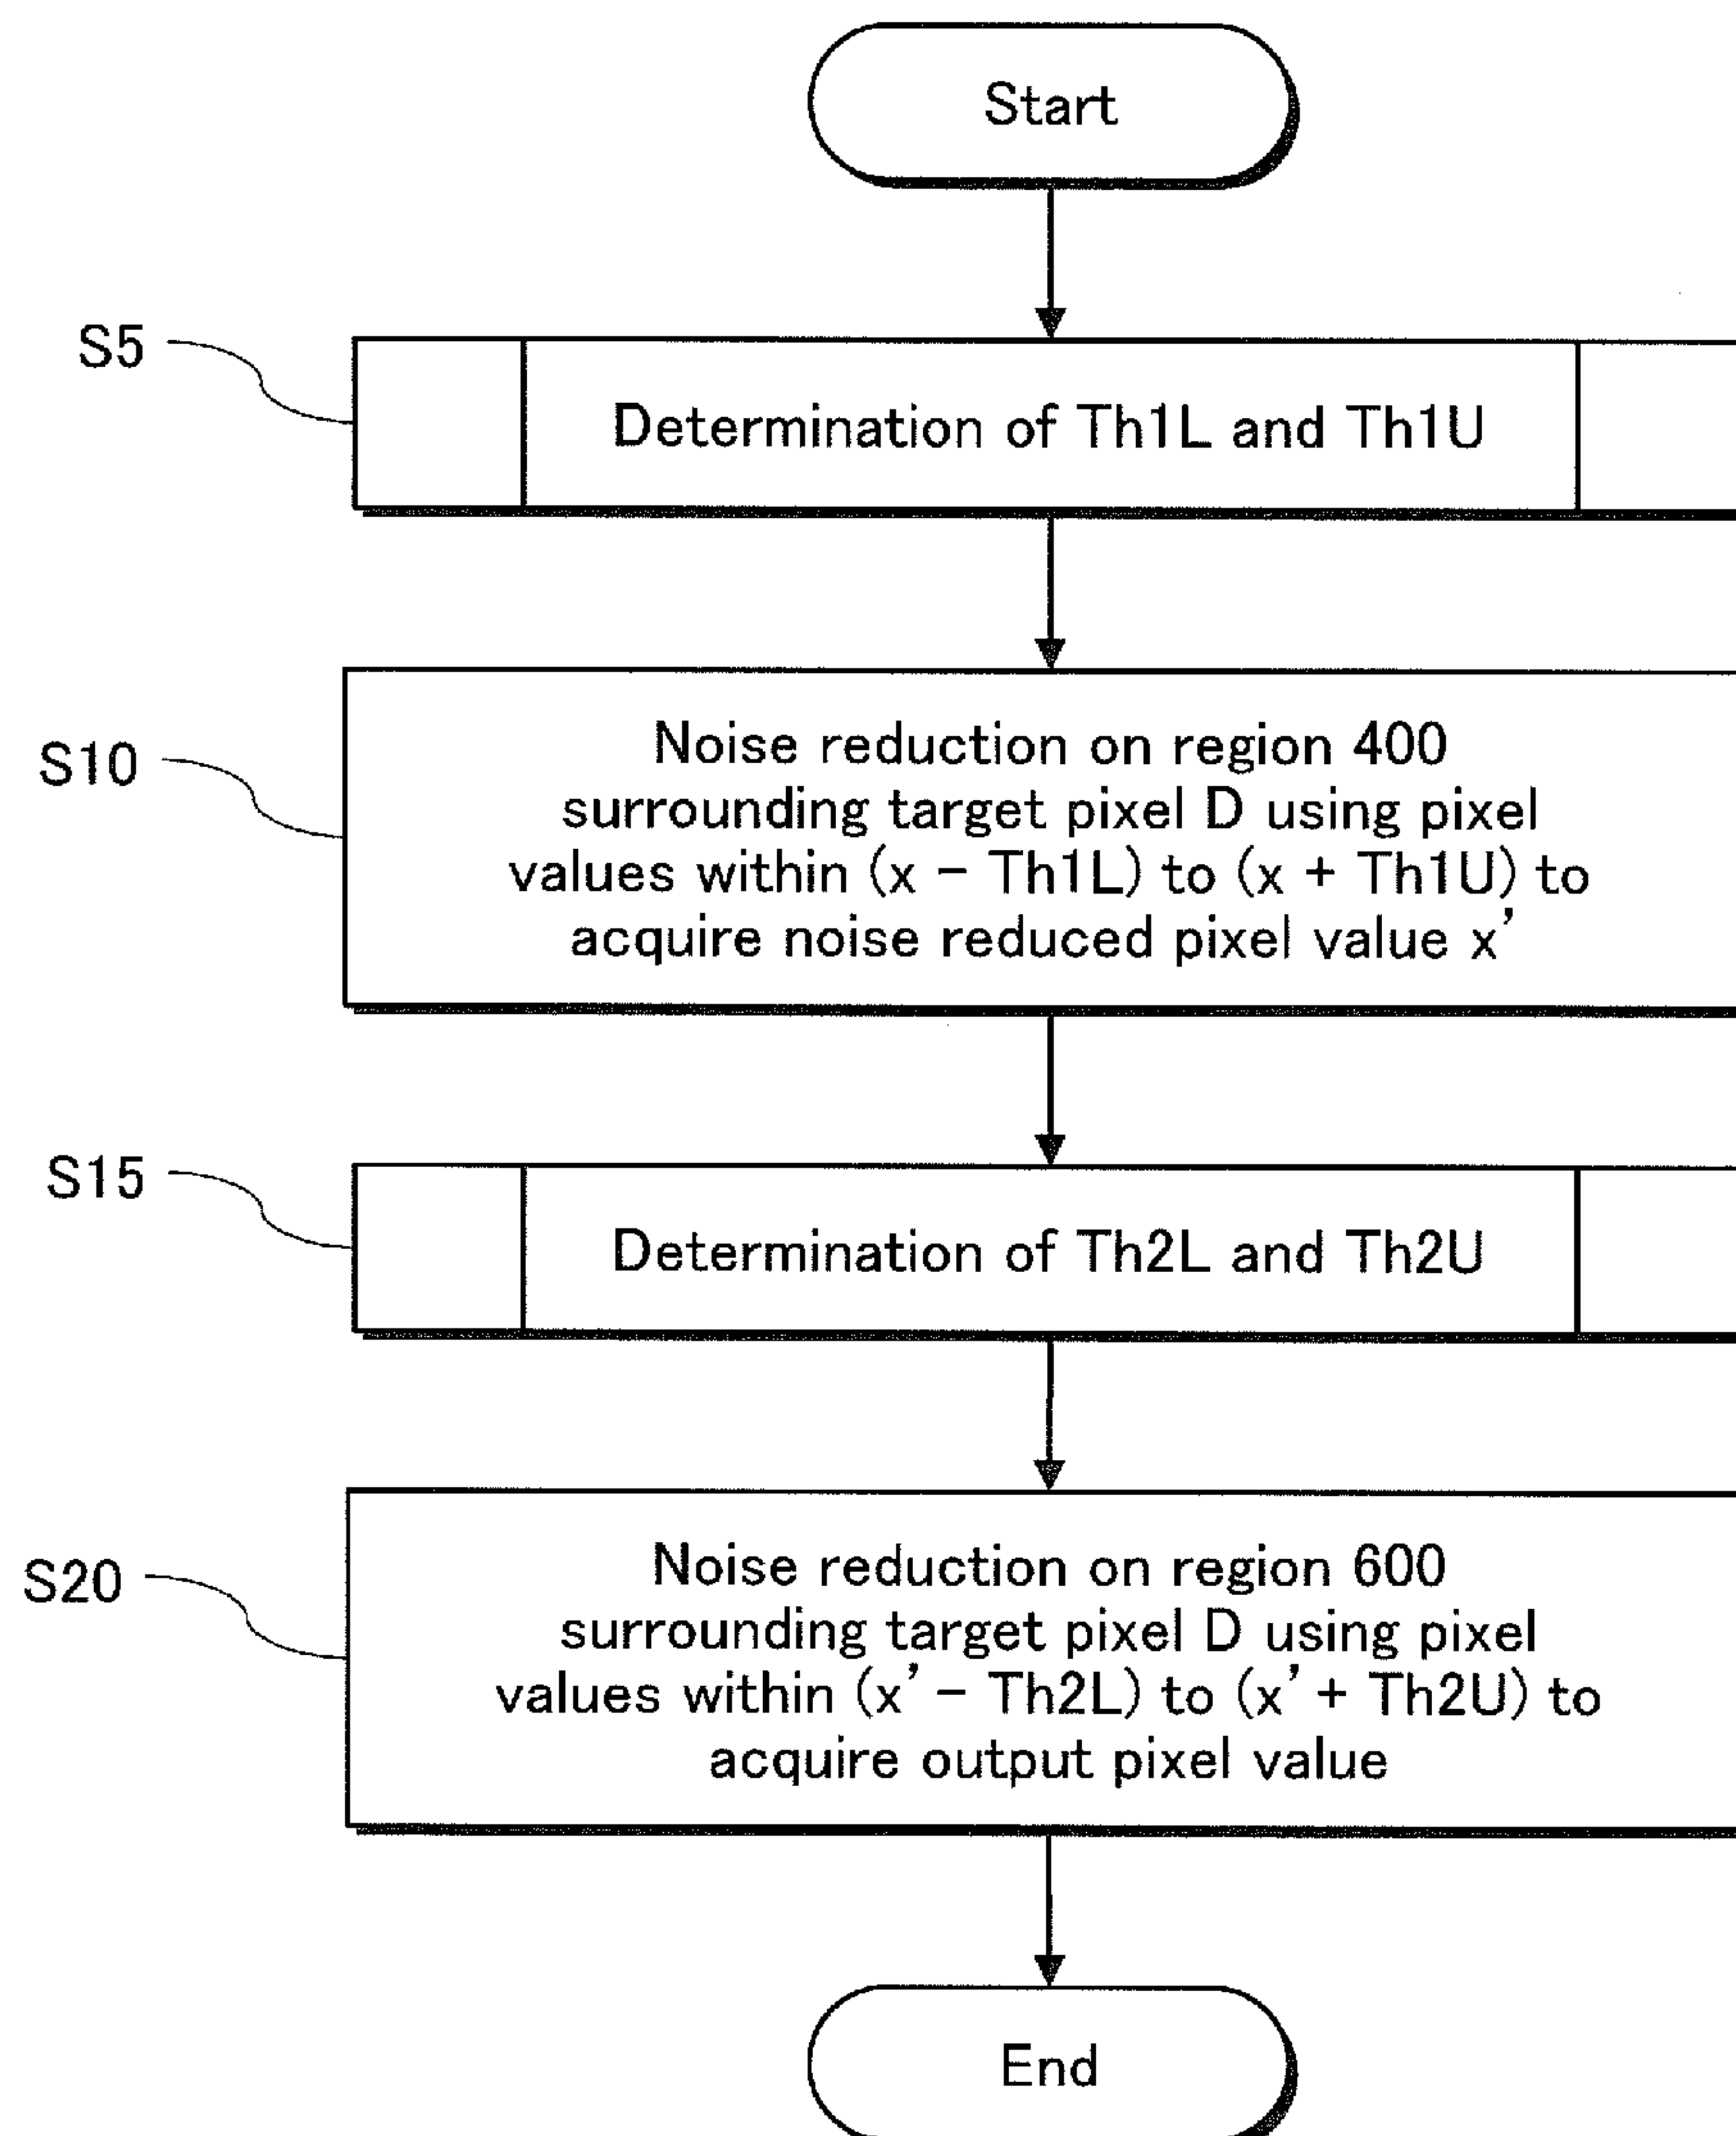 Start
S5
Determination of Th1L and Th1U
S10
Noise reduction on region 400
surrounding target pixel D using pixel
values within (x - Th1L) to (x + Th1U) to
acquire noise reduced pixel value x'
S15
Determination of Th2L and Th2U
S20
Noise reduction on region 600
surrounding target pixel D using pixel
values within (x' - Th2L) to (x' + Th2U) to
acquire output pixel value
End